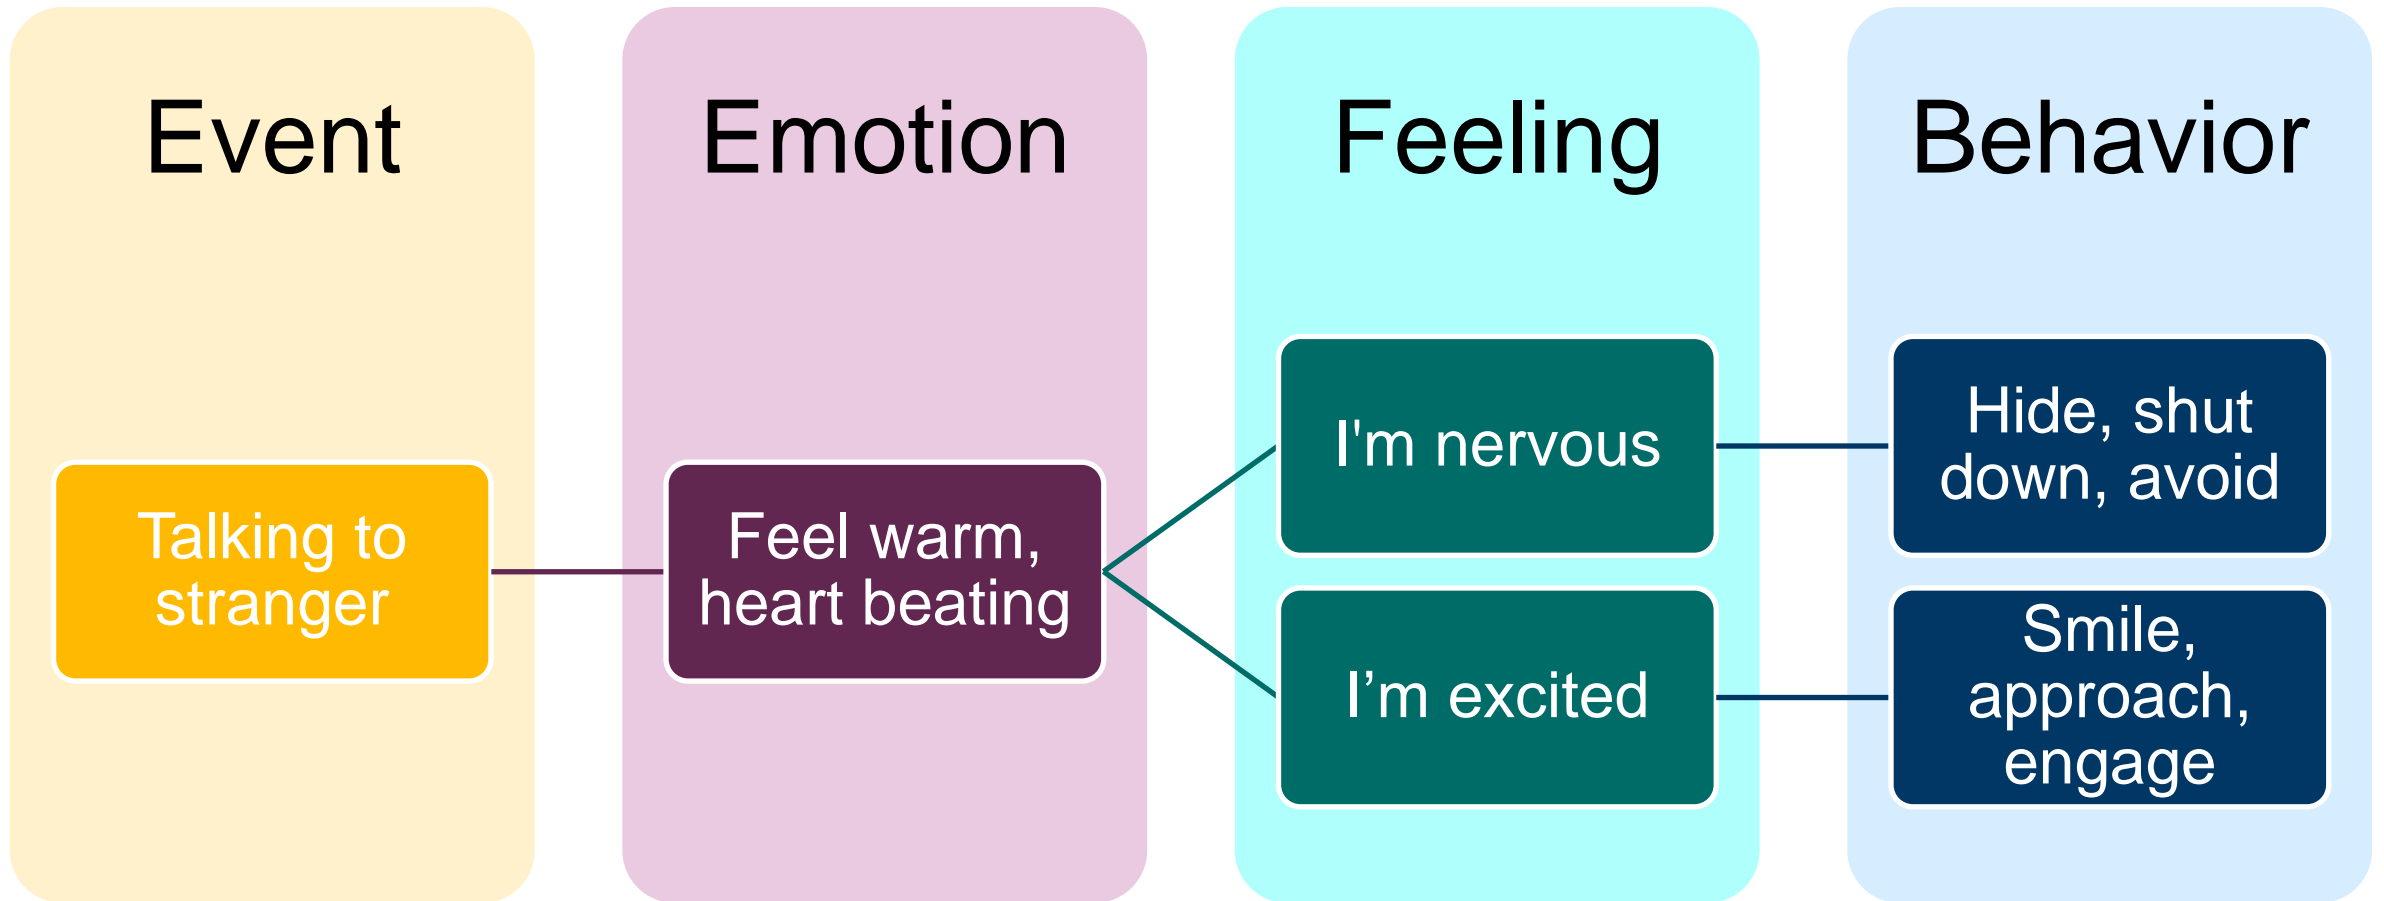 Event
Emotion
Feeling
Behavior
Talking to
stranger
Feel warm,
heart beating
I'm nervous
Hide, shut
down, avoid
I’m excited
Smile,
approach,
engage